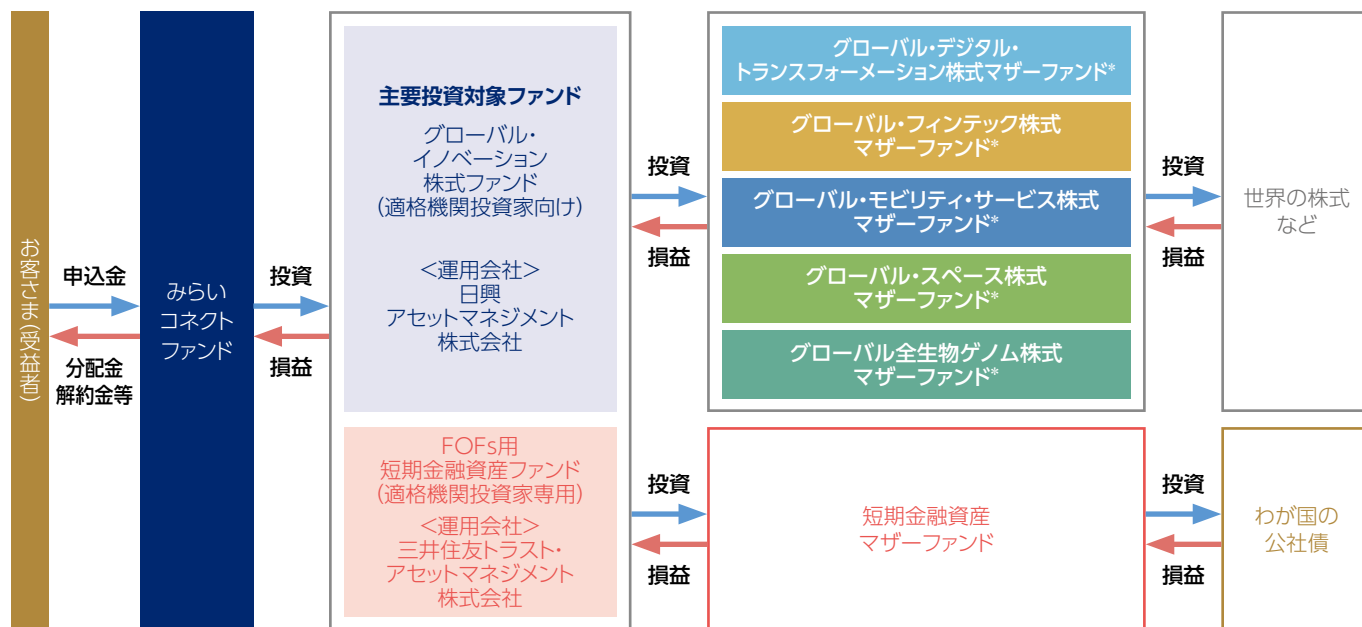 お客さま(受益者)
申込金
分配金
解約金等
みらい
コネクト
ファンド
投資
損益
主要投資対象ファンド
グローバル・
イノベーション
株式ファンド
(適格機関投資家向け)
<運用会社>
日興
アセットマネジメント
株式会社
FOFs用
短期金融資産ファンド
(適格機関投資家専用)
<運用会社>
三井住友トラスト・
アセットマネジメント
株式会社
投資
損益
投資
損益
グローバル・デジタル・
トランスフォーメーション株式マザーファンド*
グローバル・フィンテック株式
マザーファンド*
グローバル・モビリティ・サービス株式
マザーファンド*
グローバル・スペース株式
マザーファンド*
グローバル全生物ゲノム株式
マザーファンド*
短期金融資産
マザーファンド
投資
損益
投資
損益
世界の株式
など
わが国の
公社債